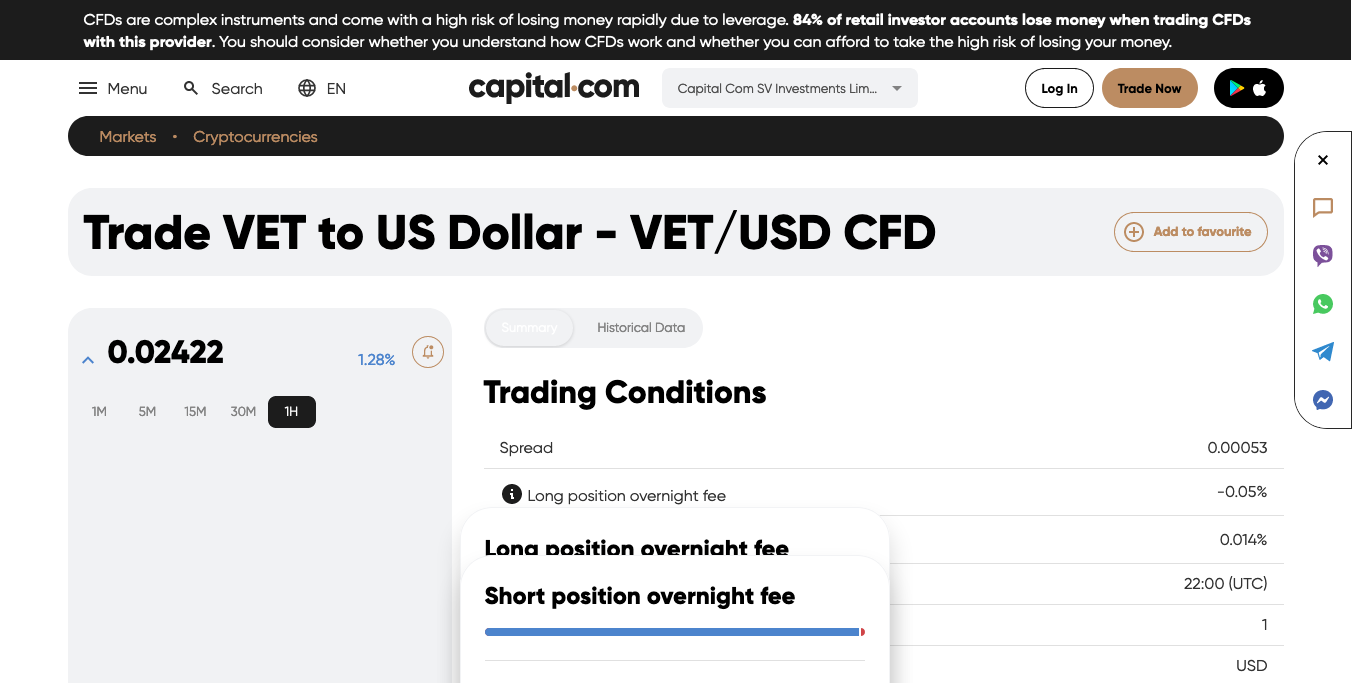 CFDs are complex instruments and come with a high risk of losing money rapidly due to leverage. 84% of retail investor accounts lose money when trading CFDs
with this provider. You should consider whether you understand how CFDs work and whether you can afford to take the high risk of losing your money.
Menu Search EN capital.com Capital Com SV Investments Lim... Log In Trade Now
Markets • Cryptocurrencies
Trade VET to US Dollar - VET/USD CFD
Add to favourite
0.02422 1.28%
1M 5M 15M 30M 1H
Summary Historical Data
Trading Conditions
Spread 0.00053
Long position overnight fee -0.05%
Long position overnight fee
0.014%
Short position overnight fee
22:00 (UTC)
1
USD